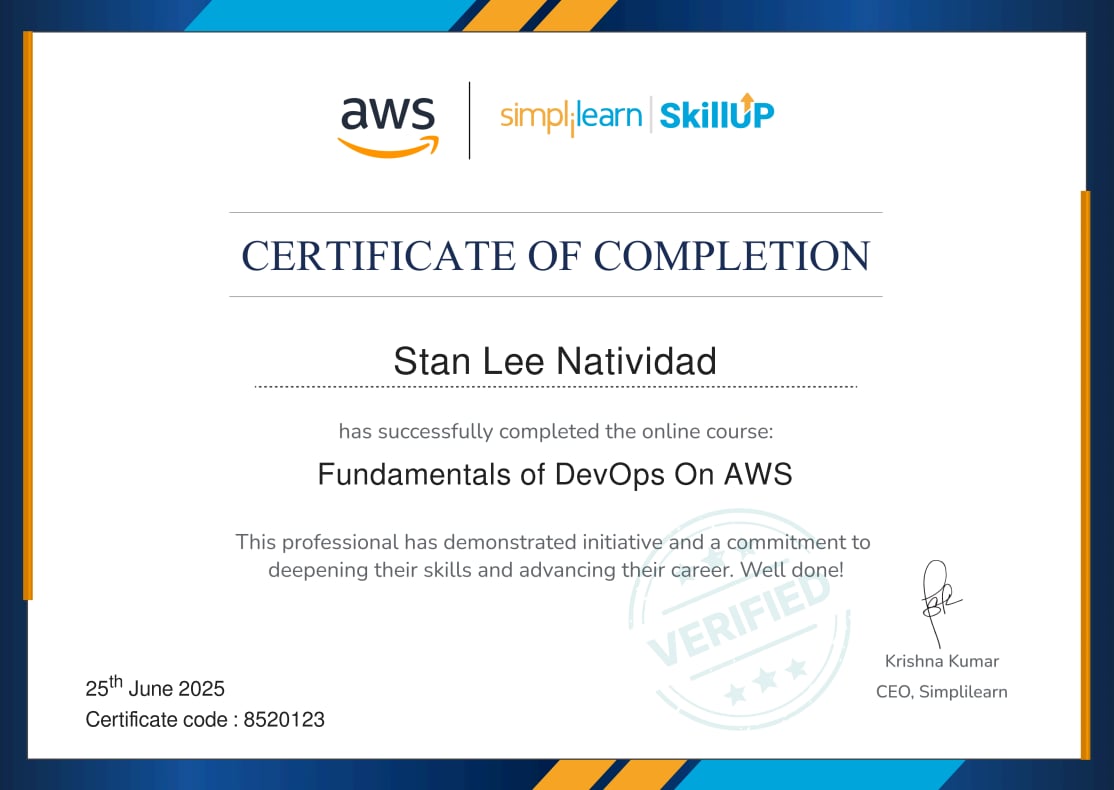 aws
simplilearn | SkillUP
CERTIFICATE OF COMPLETION
Stan Lee Natividad
has successfully completed the online course:
Fundamentals of DevOps On AWS
This professional has demonstrated initiative and a commitment to
deepening their skills and advancing their career. Well done!
VERIFIED
Krishna Kumar
CEO, Simplilearn
25th June 2025
Certificate code : 8520123